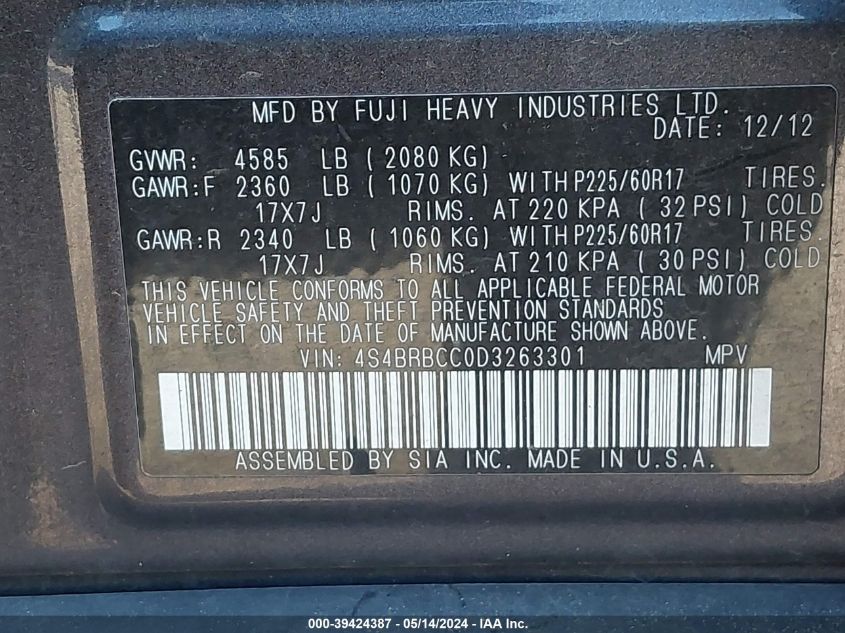 MFD BY FUJI HEAVY INDUSTRIES LTD.
DATE: 12/12
GVWR: 4585 LB ( 2080 KG)
GAWR:F 2360 LB ( 1070 KG) WITH P225/60R17 TIRES.
17X7J RIMS. AT 220 KPA ( 32 PSI) COLD
GAWR:R 2340 LB ( 1060 KG) WITH P225/60R17 TIRES.
17X7J RIMS. AT 210 KPA ( 30 PSI) COLD
THIS VEHICLE CONFORMS TO ALL APPLICABLE FEDERAL MOTOR
VEHICLE SAFETY AND THEFT PREVENTION STANDARDS
IN EFFECT ON THE DATE OF MANUFACTURE SHOWN ABOVE.
VIN: 4S4BRBCC0D3263301 MPV
ASSEMBLED BY SIA INC. MADE IN U.S.A.
000-39424387 - 05/14/2024 - IAAI.COM